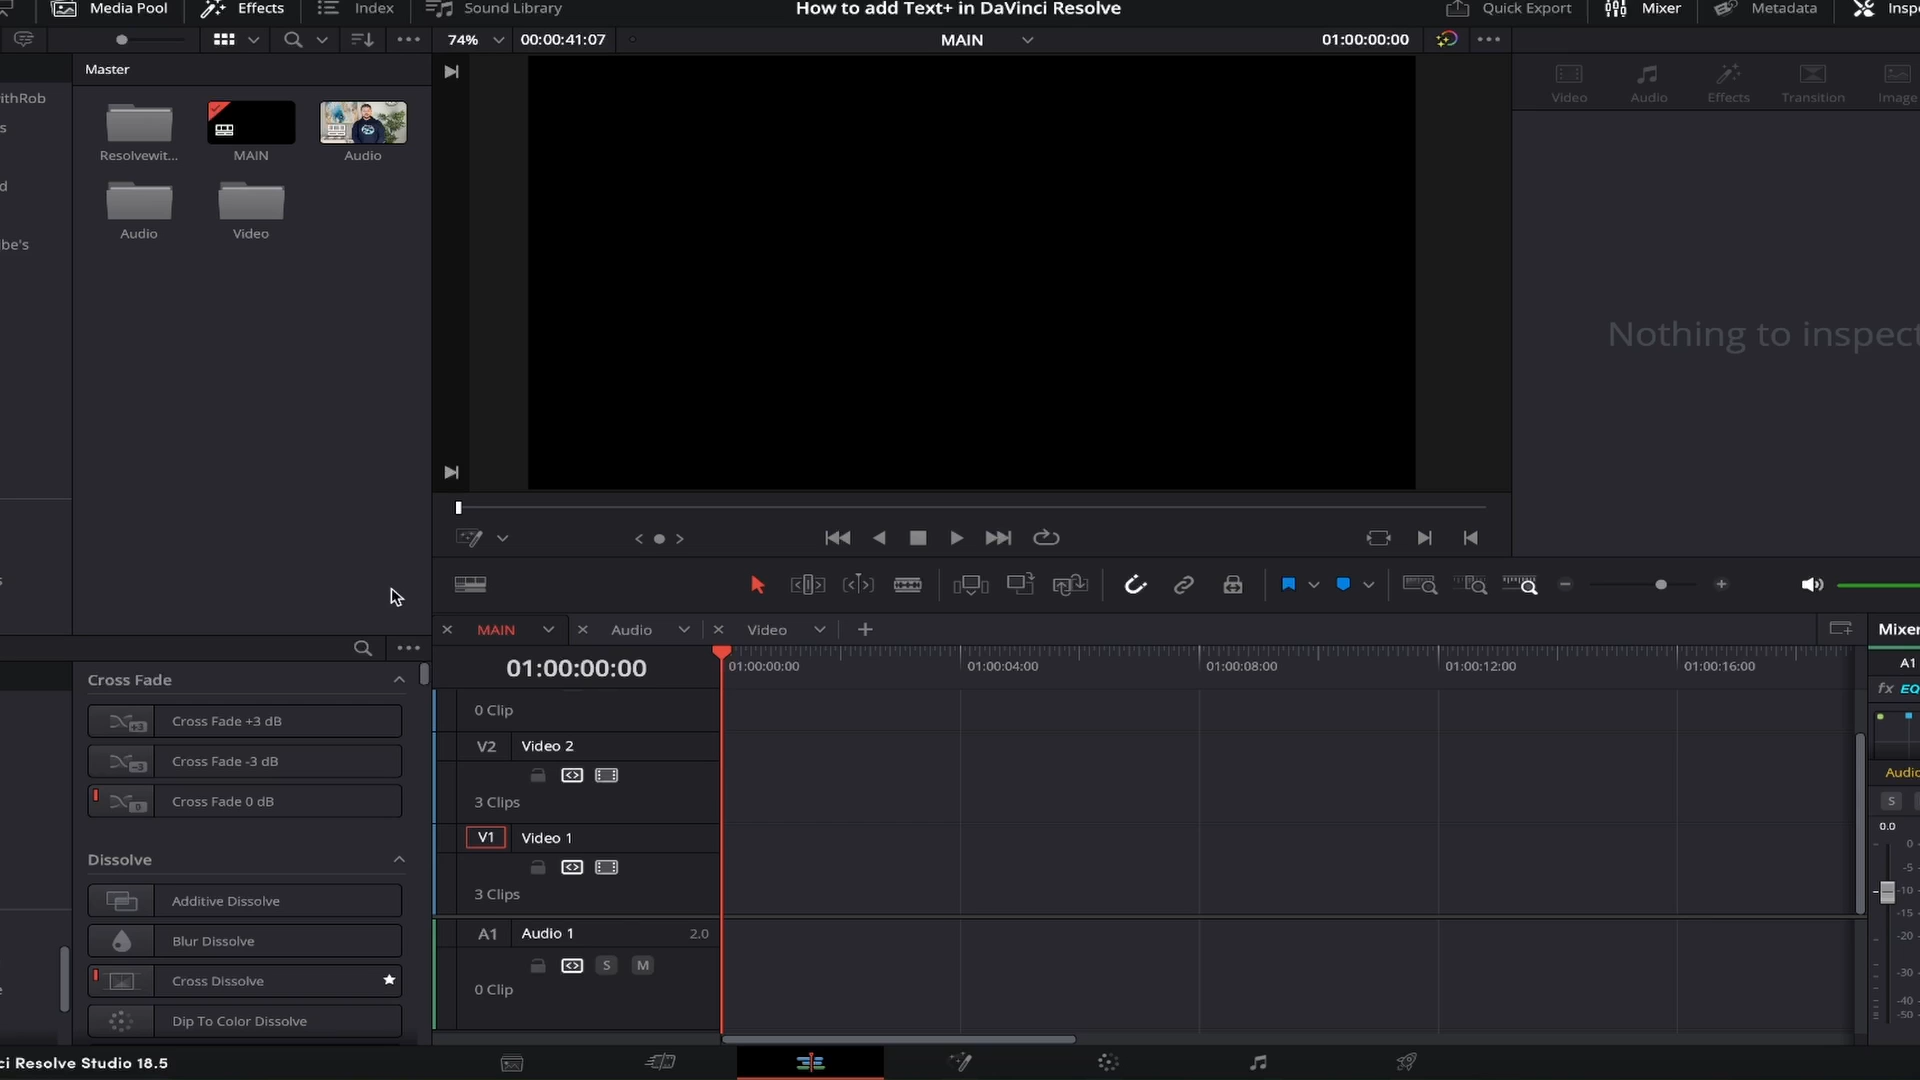 Media Pool
Effects
Index
Sound Library
How to add Text+ in DaVinci Resolve
Quick Export
Mixer
Metadata
Inspe
74%
00:00:41:07
MAIN
01:00:00:00
Master
ithRob
s
d
lbe's
s
e
Resolvewit...
MAIN
Audio
Audio
Video
Video
Audio
Effects
Transition
Image
Nothing to inspect
MAIN
Audio
Video
Mixer
01:00:00:00
01:00:00:00
01:00:04:00
01:00:08:00
01:00:12:00
01:00:16:00
A1
fx EQ
Audio
S
0.0
0
-5
-10
-15
-20
-30
-40
-50
0 Clip
V2 Video 2
3 Clips
V1 Video 1
3 Clips
A1 Audio 1 2.0
S M
0 Clip
Cross Fade
+3 Cross Fade +3 dB
-3 Cross Fade -3 dB
0 Cross Fade 0 dB
Dissolve
Additive Dissolve
Blur Dissolve
Cross Dissolve
Dip To Color Dissolve
ci Resolve Studio 18.5